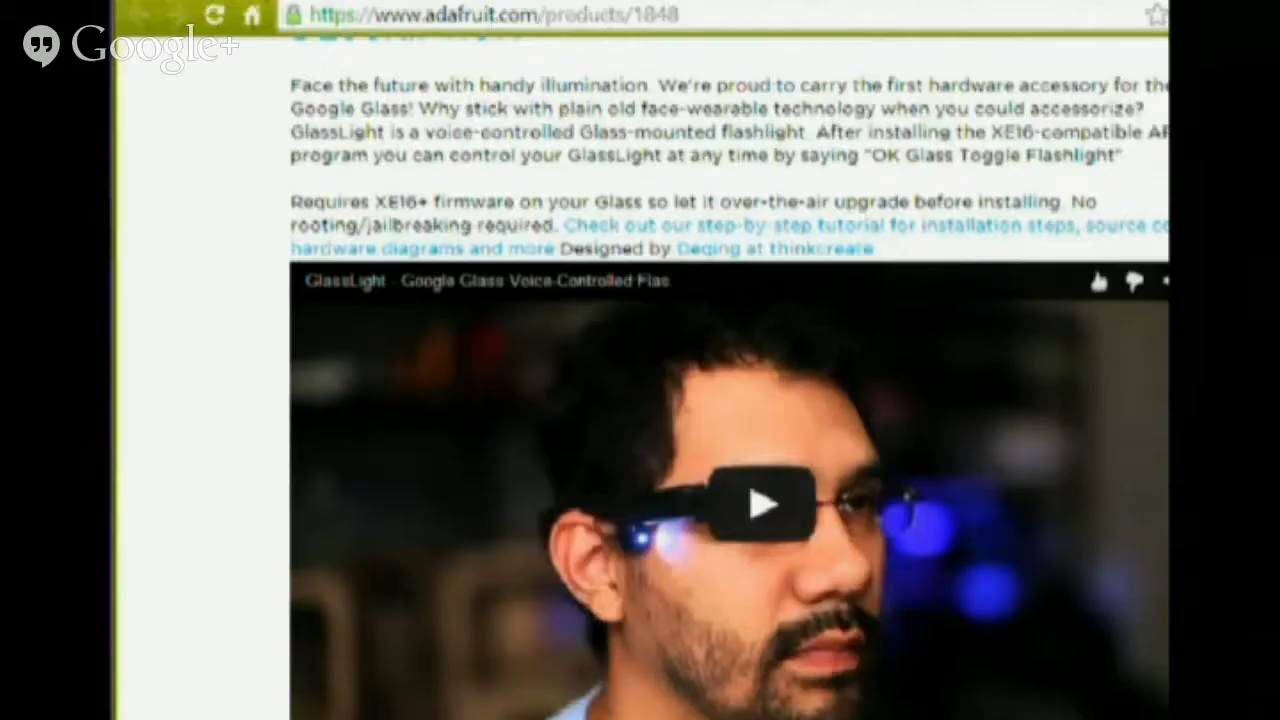 https://www.adafruit.com/products/1848
Google+
Face the future with handy illumination. We're proud to carry the first hardware accessory for the
Google Glass! Why stick with plain old face-wearable technology when you could accessorize?
GlassLight is a voice-controlled Glass-mounted flashlight. After installing the XE16-compatible AP
program you can control your GlassLight at any time by saying "OK Glass Toggle Flashlight"
Requires XE16+ firmware on your Glass so let it over-the-air upgrade before installing. No
rooting/jailbreaking required. Check out our step-by-step tutorial for installation steps, source co
hardware diagrams and more Designed by Deqing at thinkcreate
GlassLight - Google Glass Voice-Controlled Flas